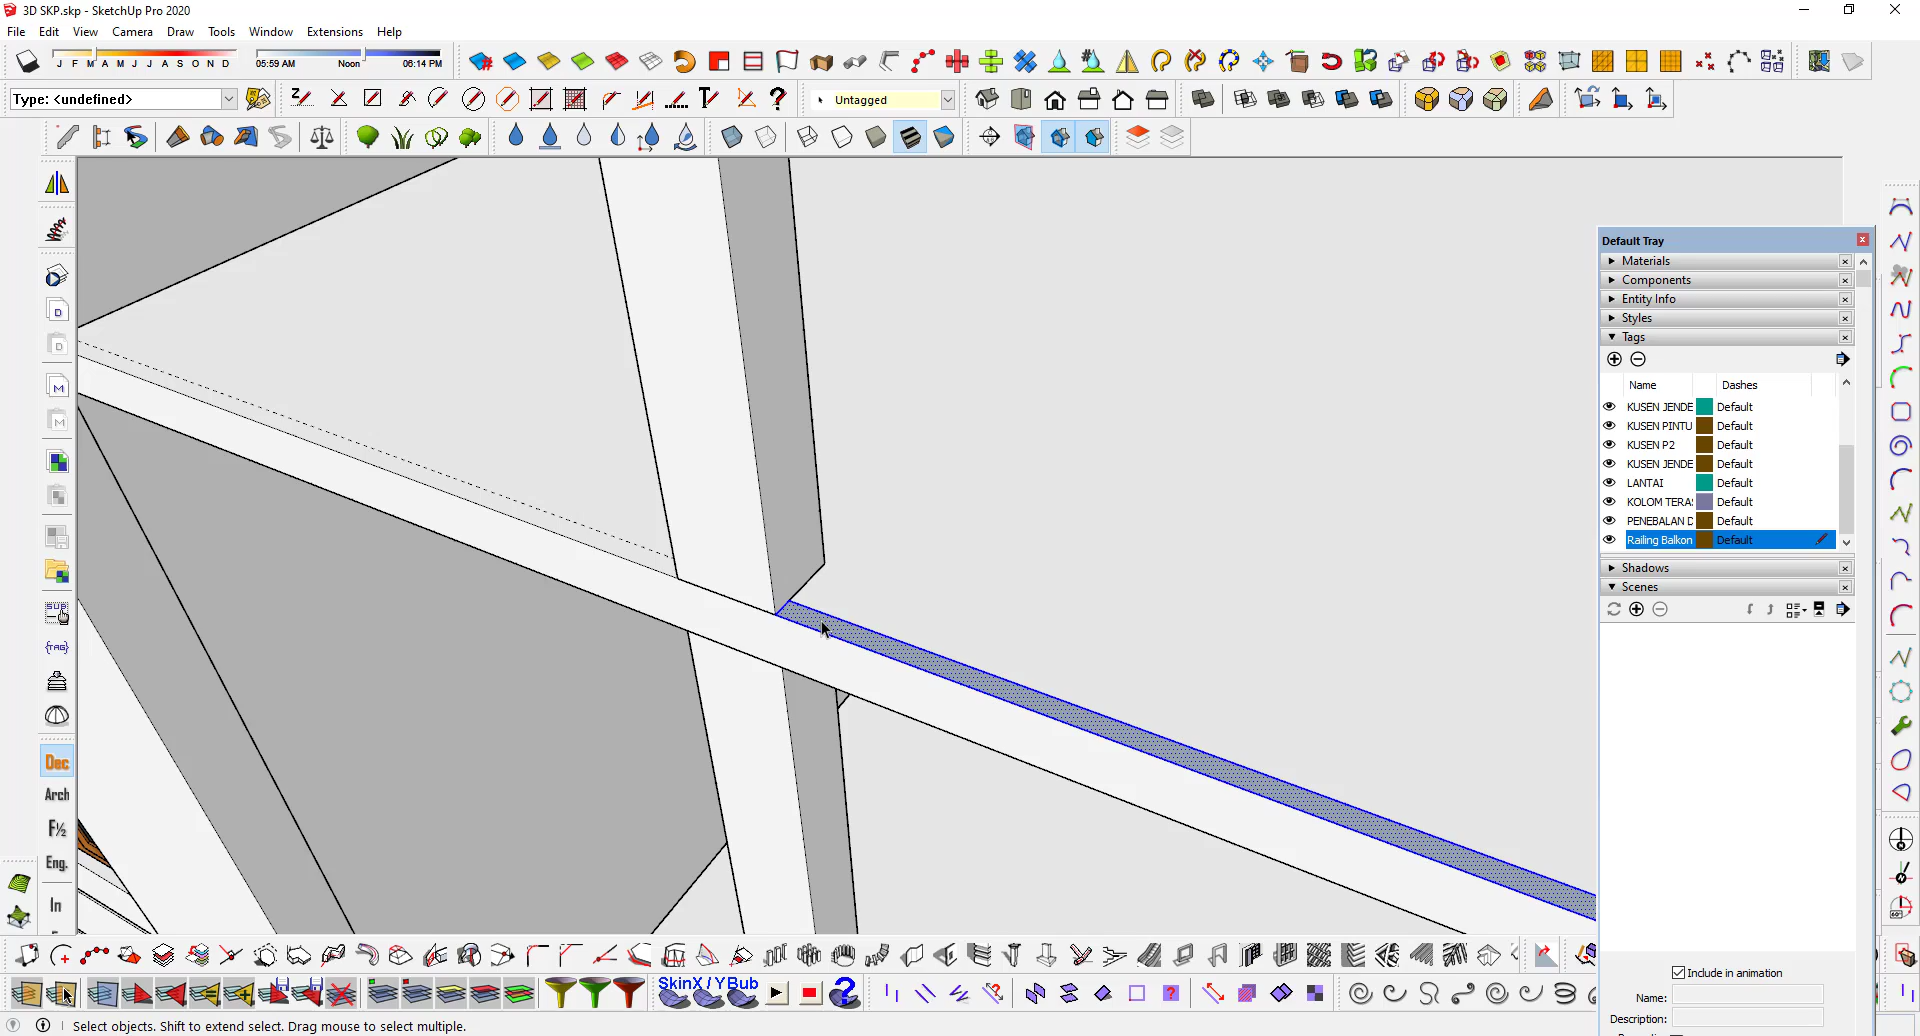 3D SKP.skp - SketchUp Pro 2020
File Edit View Camera Draw Tools Window Extensions Help
J F M A M J J A S O N D
05:59 AM Noon 06:14 PM
Type: <undefined>
Untagged
Default Tray
Materials
Components
Entity Info
Styles
Tags
Name Dashes
KUSEN JENDE Default
KUSEN PINTU Default
KUSEN P2 Default
KUSEN JENDE Default
LANTAI Default
KOLOM TERA Default
PENEBALAN D Default
Railing Balkon Default
Shadows
Scenes
D
D
M
M
SUB
{TAG}
Dec
Arch
F½
Eng.
In
SkinX / YBub
Include in animation
Name:
Description:
Select objects. Shift to extend select. Drag mouse to select multiple.